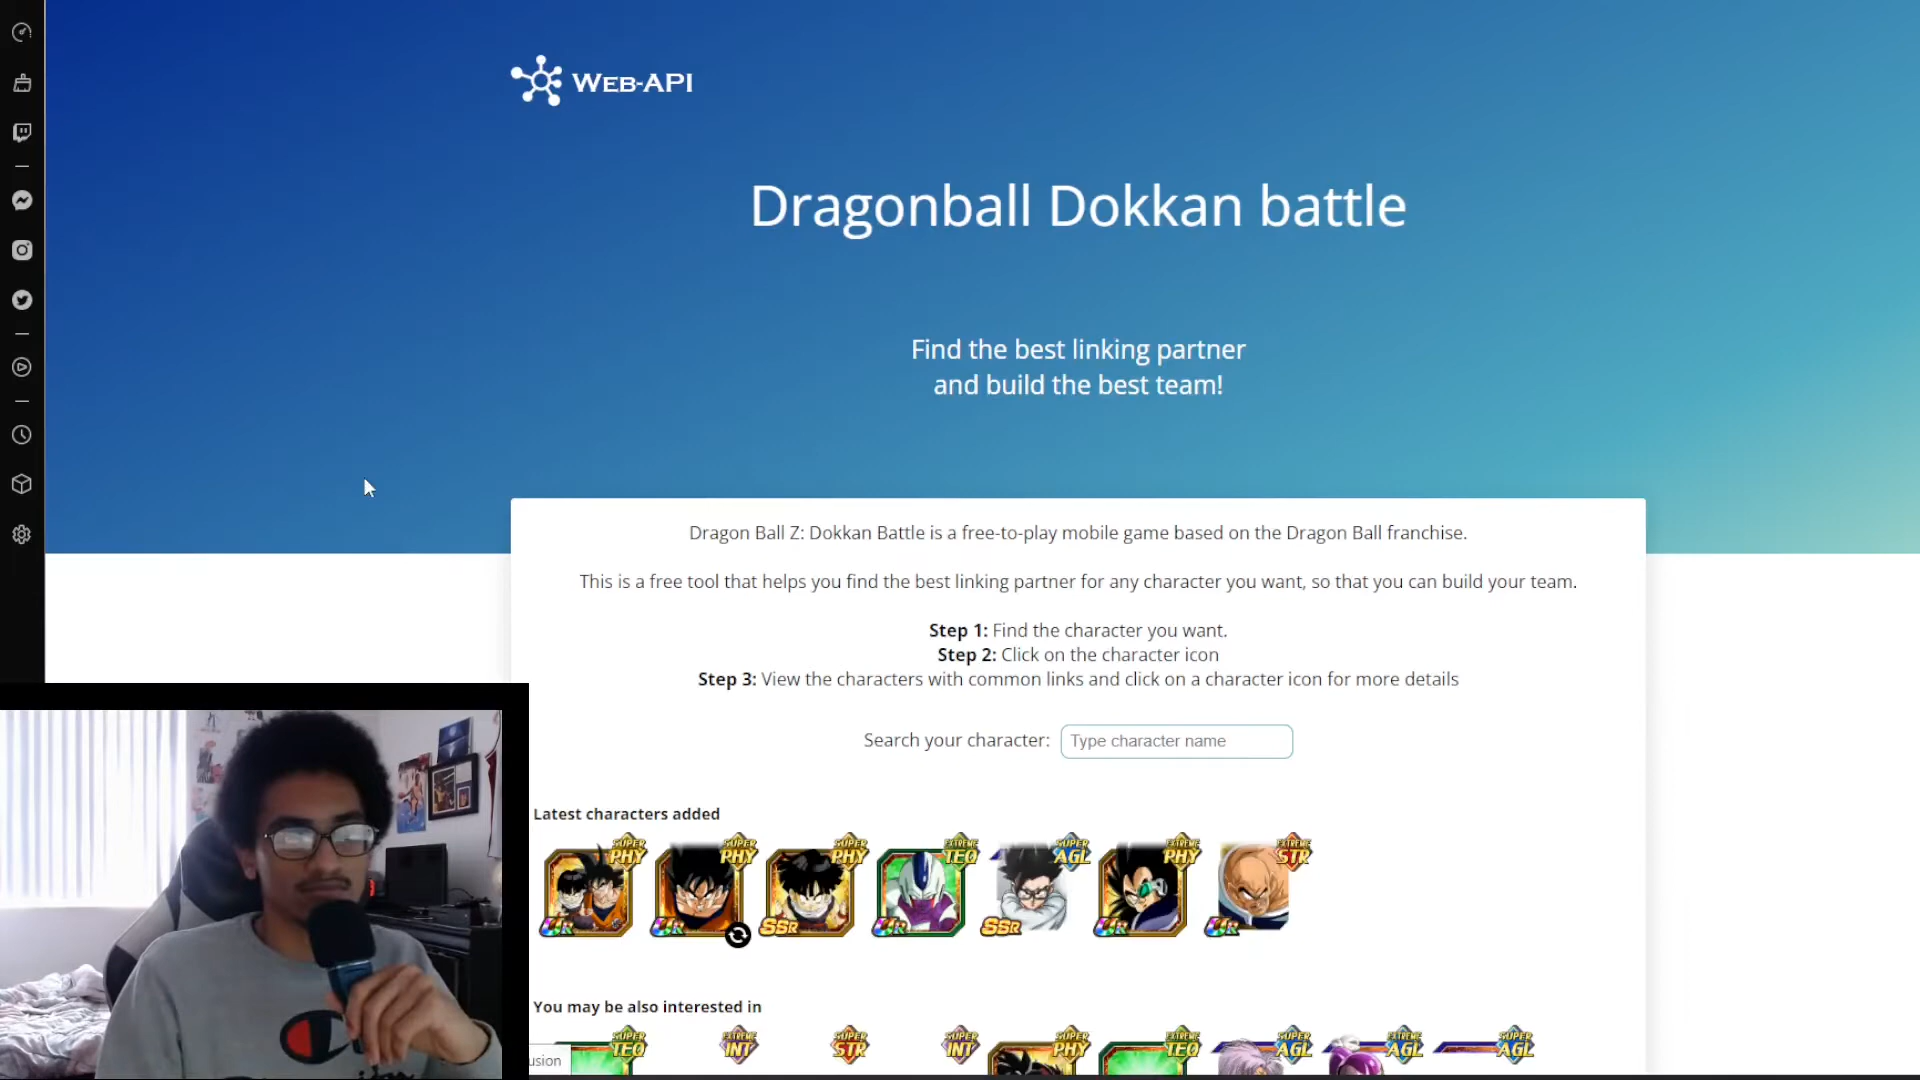 WEB-API
Dragonball Dokkan battle
Find the best linking partner
and build the best team!
Dragon Ball Z: Dokkan Battle is a free-to-play mobile game based on the Dragon Ball franchise.
This is a free tool that helps you find the best linking partner for any character you want, so that you can build your team.
Step 1: Find the character you want.
Step 2: Click on the character icon
Step 3: View the characters with common links and click on a character icon for more details
Search your character: Type character name
Latest characters added
SUPER PHY SUPER PHY SUPER PHY EXTREME TEQ SUPER AGL EXTREME PHY EXTREME STR
UR UR SSR UR SSR UR UR
You may be also interested in
SUPER TEQ EXTREME INT SUPER STR SUPER INT SUPER PHY EXTREME TEQ SUPER AGL EXTREME AGL SUPER AGL
usion